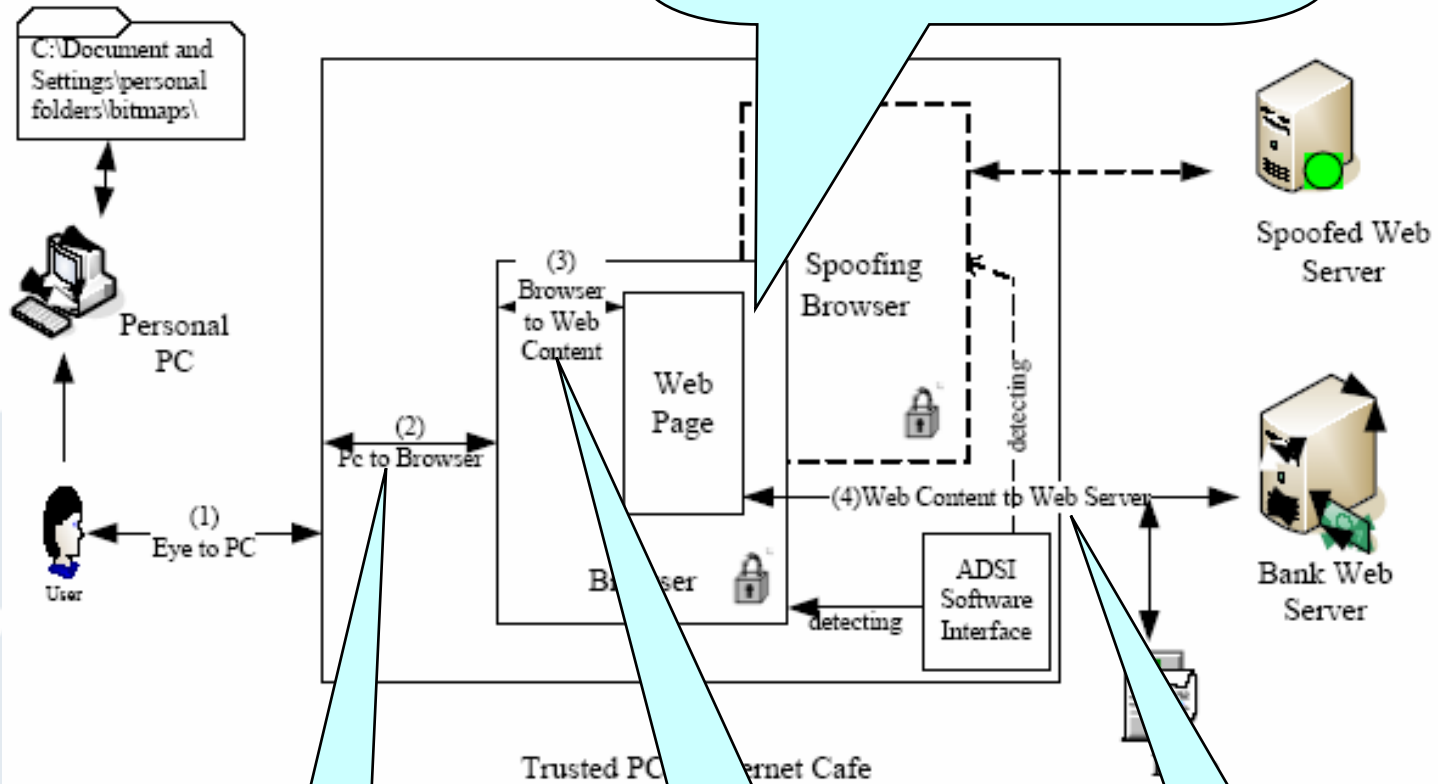 C:\Document and
Settings\personal
folders\bitmaps\
Personal
PC
User
(1)
Eye to PC
(2)
Pc to Browser
(3)
Browser
to Web
Content
Web
Page
Spoofing
Browser
detecting
(4)Web Content to Web Server
ADSI
Software
Interface
detecting
Spoofed Web
Server
Bank Web
Server
Trusted
Cafe